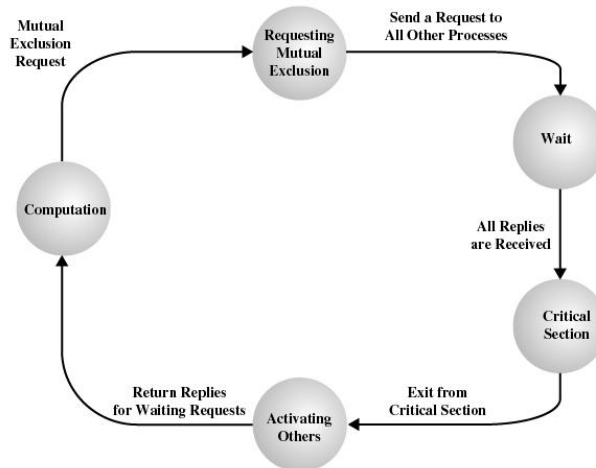 Mutual
Exclusion
Request
Requesting
Mutual
Exclusion
Send a Request to
All Other Processes
Wait
Computation
All Replies
are Received
Critical
Section
Return Replies
for Waiting Requests
Activating
Others
Exit from
Critical Section